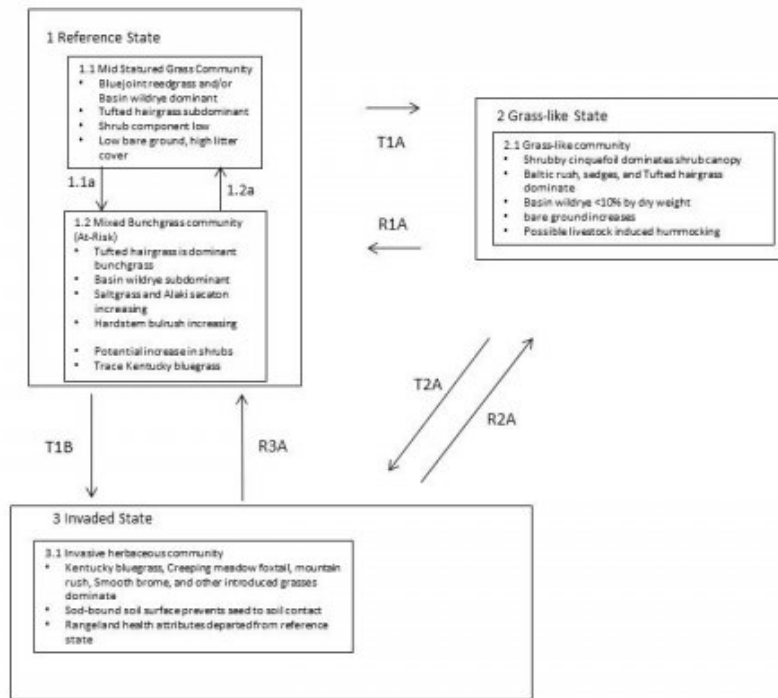 1 Reference State
1.1 Mid Statured Grass Community
• Bluejoint reedgrass and/or
Basin wildrye dominant
• Tufted hairgrass subdominant
• Shrub component low
• Low bare ground, high litter
cover
1.1a
1.2a
1.2 Mixed Bunchgrass community
(At-Risk)
• Tufted hairgrass is dominant
bunchgrass
• Basin wildrye subdominant
• Saltgrass and Alaki sacaton
increasing
• Hardstem bulrush increasing
• Potential increase in shrubs
• Trace Kentucky bluegrass
T1A
R1A
2 Grass-like State
2.1 Grass-like community
• Shrubby cinquefoil dominates shrub canopy
• Baltic rush, sedges, and Tufted hairgrass
dominate
• Basin wildrye <10% by dry weight
• bare ground increases
• Possible livestock induced hummocking
T2A
R2A
T1B
R3A
3 Invaded State
3.1 Invasive herbaceous community
• Kentucky bluegrass, Creeping meadow foxtail, mountain
rush, Smooth brome, and other introduced grasses
dominate
• Sod-bound soil surface prevents seed to soil contact
• Rangeland health attributes departed from reference
state